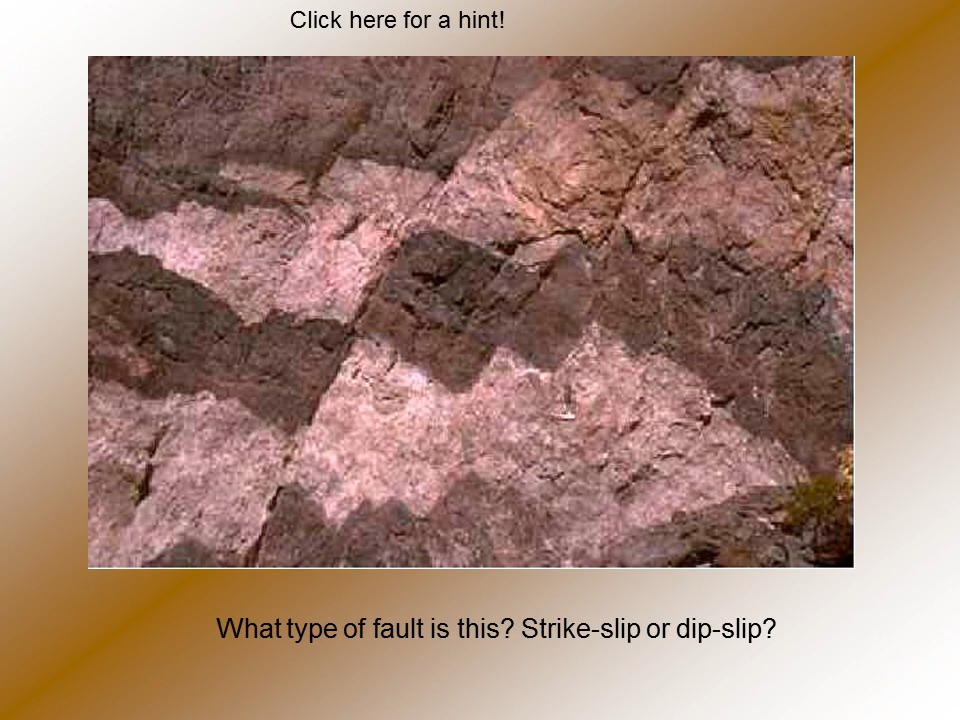 Click here for a hint!
What type of fault is this? Strike-slip or dip-slip?